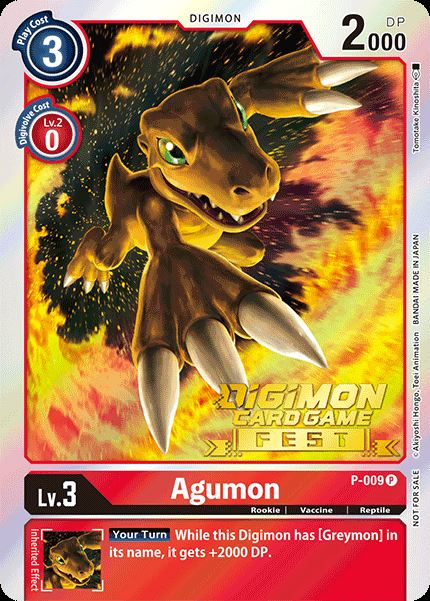 Play Cost
3
DIGIMON
DP
2000
Digivolve Cost
Lv.2
0
Tomotake Kinoshita
©Akiyoshi Hongo, Toei Animation BANDAI MADE IN JAPAN
NOT FOR SALE
DIGIMON
CARD GAME
FEST
P-009 P
Lv.3
Agumon
Rookie | Vaccine | Reptile
Inherited Effect
Your Turn While this Digimon has [Greymon] in
its name, it gets +2000 DP.